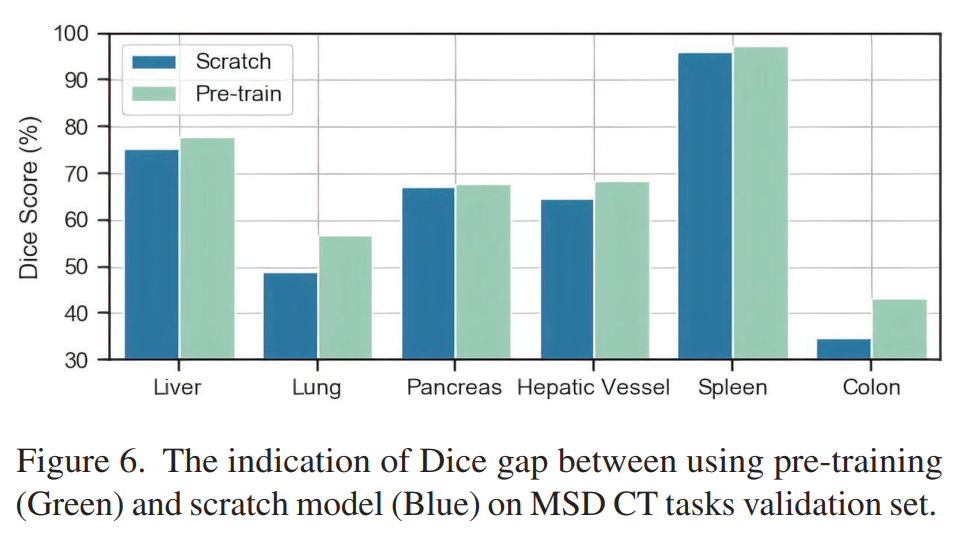 100
90
80
70
60
50
40
30
Dice Score (%)
Scratch
Pre-train
Liver Lung Pancreas Hepatic Vessel Spleen Colon
Figure 6. The indication of Dice gap between using pre-training
(Green) and scratch model (Blue) on MSD CT tasks validation set.